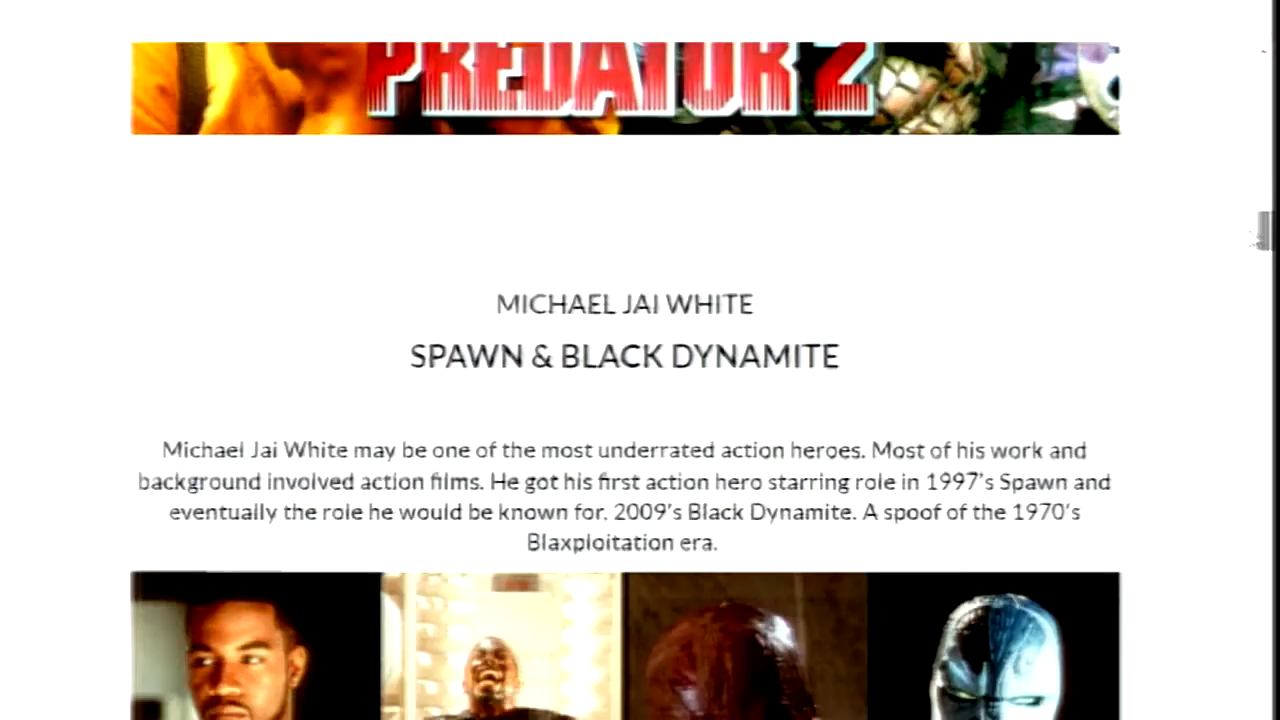 PREDATOR 2
MICHAEL JAI WHITE
SPAWN & BLACK DYNAMITE
Michael Jai White may be one of the most underrated action heroes. Most of his work and
background involved action films. He got his first action hero starring role in 1997's Spawn and
eventually the role he would be known for, 2009's Black Dynamite. A spoof of the 1970's
Blaxploitation era.